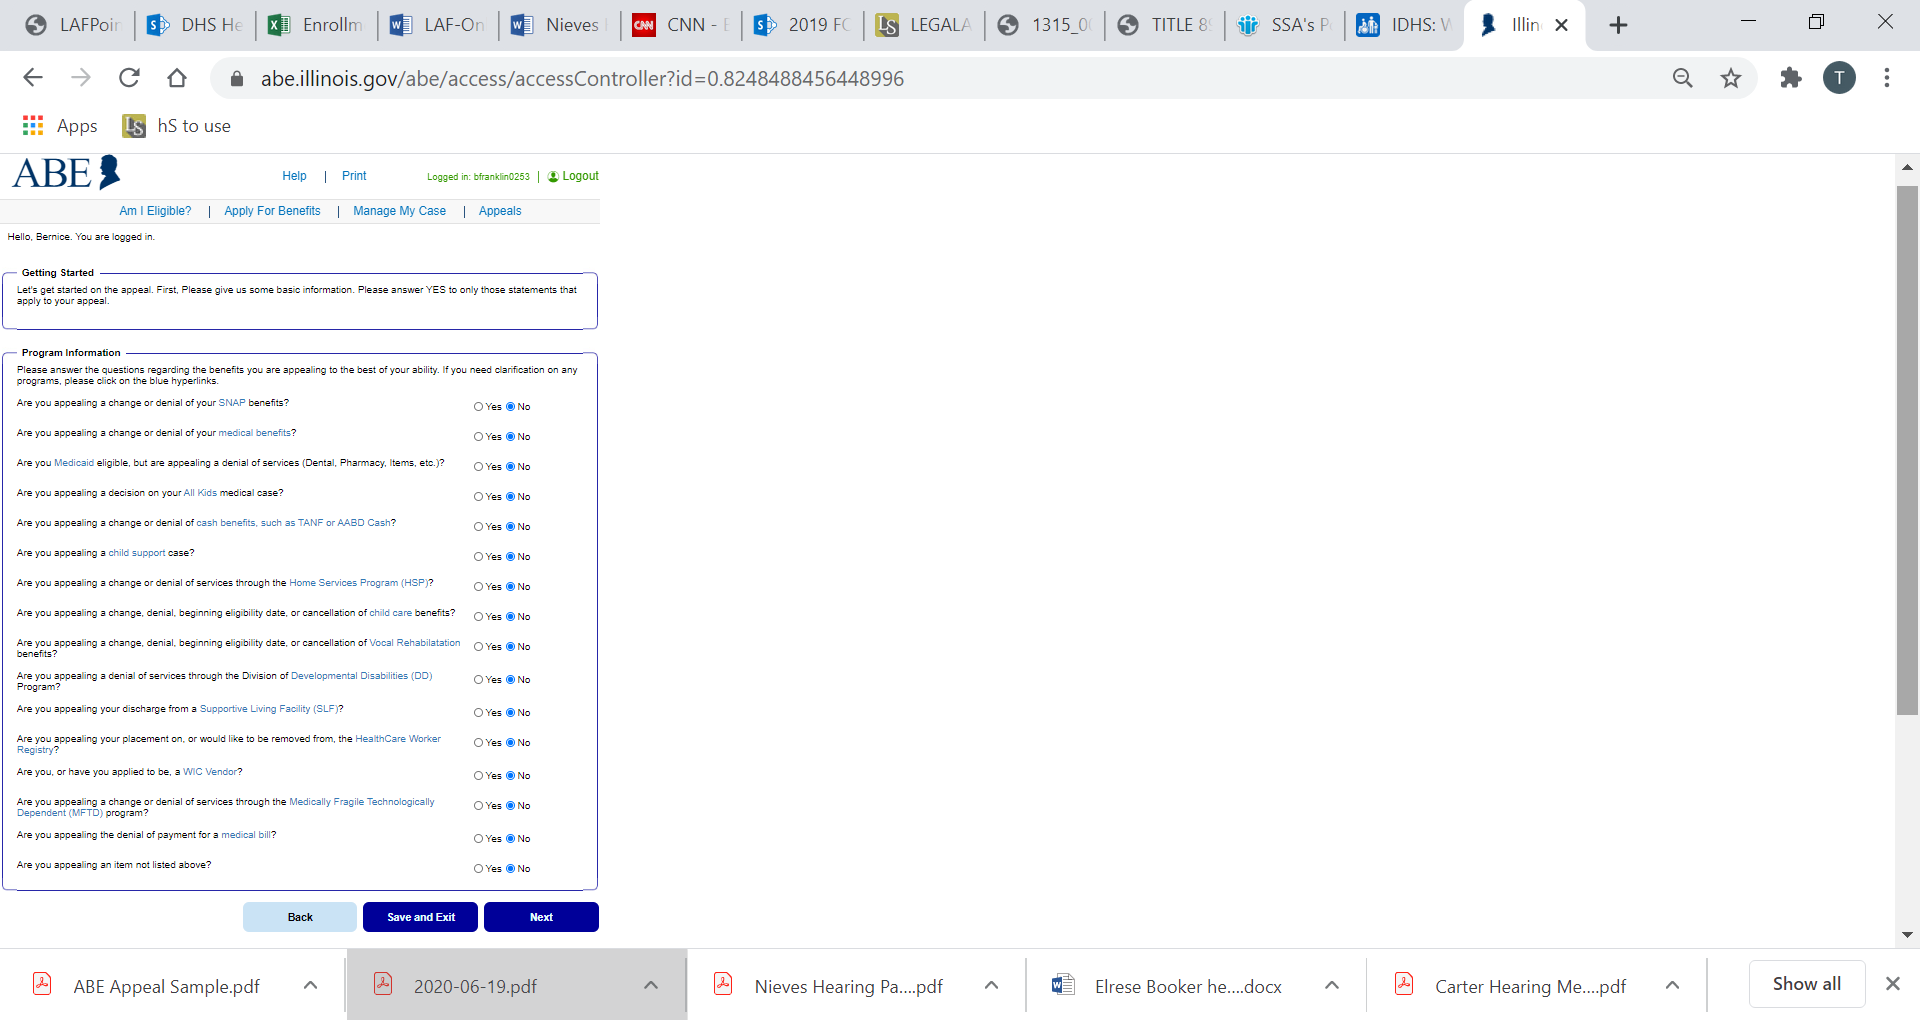 LAFPoin
DHS He
Enrollm
LAF-On
Nieves
CNN - E
2019 FC
LEGALA
1315_00
TITLE 89
SSA's Po
IDHS: W
Illin
abe.illinois.gov/abe/access/accessController?id=0.8248488456448996
T
Apps
hS to use
ABE
Help | Print
Logged in: bfranklin0253 | Logout
Am I Eligible? | Apply For Benefits | Manage My Case | Appeals
Hello, Bernice. You are logged in.
Getting Started
Let's get started on the appeal. First, Please give us some basic information. Please answer YES to only those statements that
apply to your appeal.
Program Information
Please answer the questions regarding the benefits you are appealing to the best of your ability. If you need clarification on any
programs, please click on the blue hyperlinks.
Are you appealing a change or denial of your SNAP benefits? Yes No
Are you appealing a change or denial of your medical benefits? Yes No
Are you Medicaid eligible, but are appealing a denial of services (Dental, Pharmacy, Items, etc.)? Yes No
Are you appealing a decision on your All Kids medical case? Yes No
Are you appealing a change or denial of cash benefits, such as TANF or AABD Cash? Yes No
Are you appealing a child support case? Yes No
Are you appealing a change or denial of services through the Home Services Program (HSP)? Yes No
Are you appealing a change, denial, beginning eligibility date, or cancellation of child care benefits? Yes No
Are you appealing a change, denial, beginning eligibility date, or cancellation of Vocal Rehabilatation
benefits? Yes No
Are you appealing a denial of services through the Division of Developmental Disabilities (DD)
Program? Yes No
Are you appealing your discharge from a Supportive Living Facility (SLF)? Yes No
Are you appealing your placement on, or would like to be removed from, the HealthCare Worker
Registry? Yes No
Are you, or have you applied to be, a WIC Vendor? Yes No
Are you appealing a change or denial of services through the Medically Fragile Technologically
Dependent (MFTD) program? Yes No
Are you appealing the denial of payment for a medical bill? Yes No
Are you appealing an item not listed above? Yes No
Back
Save and Exit
Next
ABE Appeal Sample.pdf
2020-06-19.pdf
Nieves Hearing Pa....pdf
Elrese Booker he....docx
Carter Hearing Me....pdf
Show all